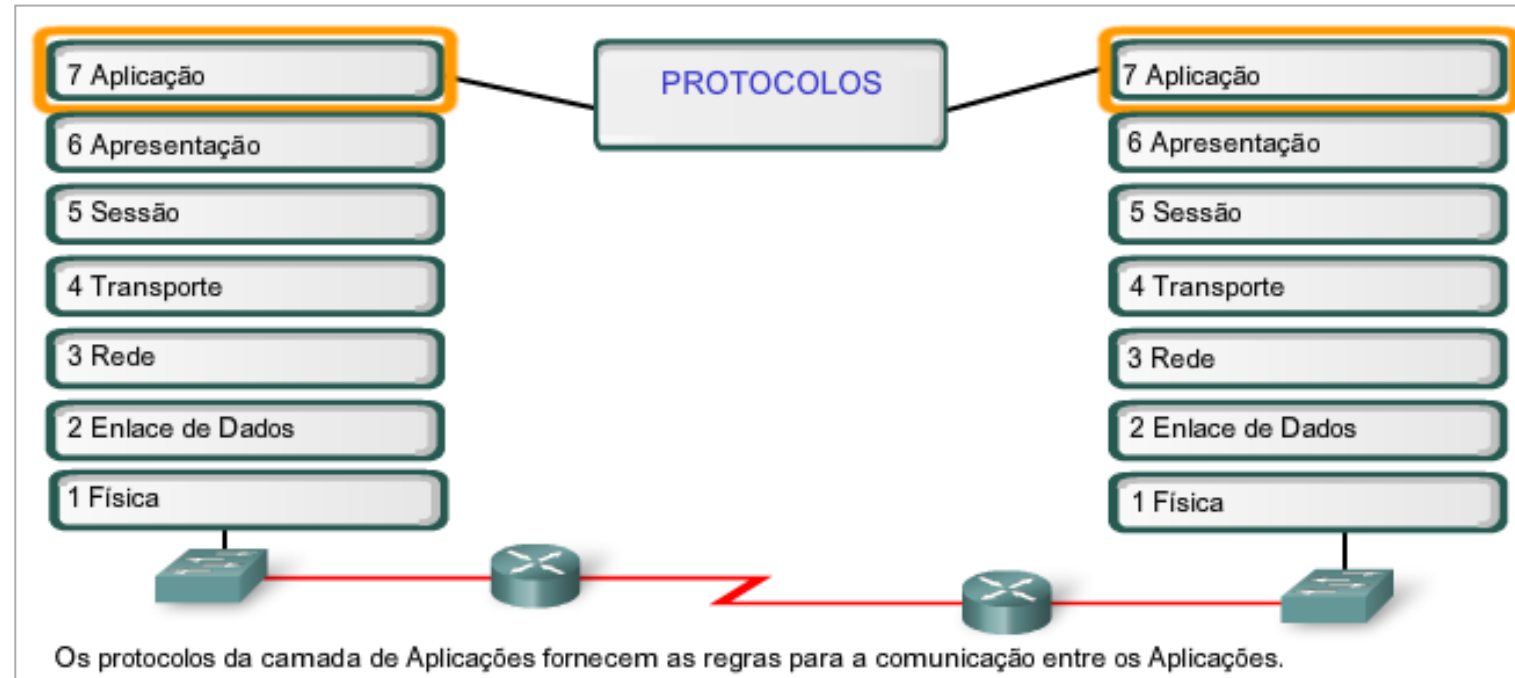 PROTOCOLOS
7 Aplicação
6 Apresentação
5 Sessão
4 Transporte
3 Rede
2 Enlace de Dados
1 Física
7 Aplicação
6 Apresentação
5 Sessão
4 Transporte
3 Rede
2 Enlace de Dados
1 Física
Os protocolos da camada de Aplicações fornecem as regras para a comunicação entre os Aplicações.